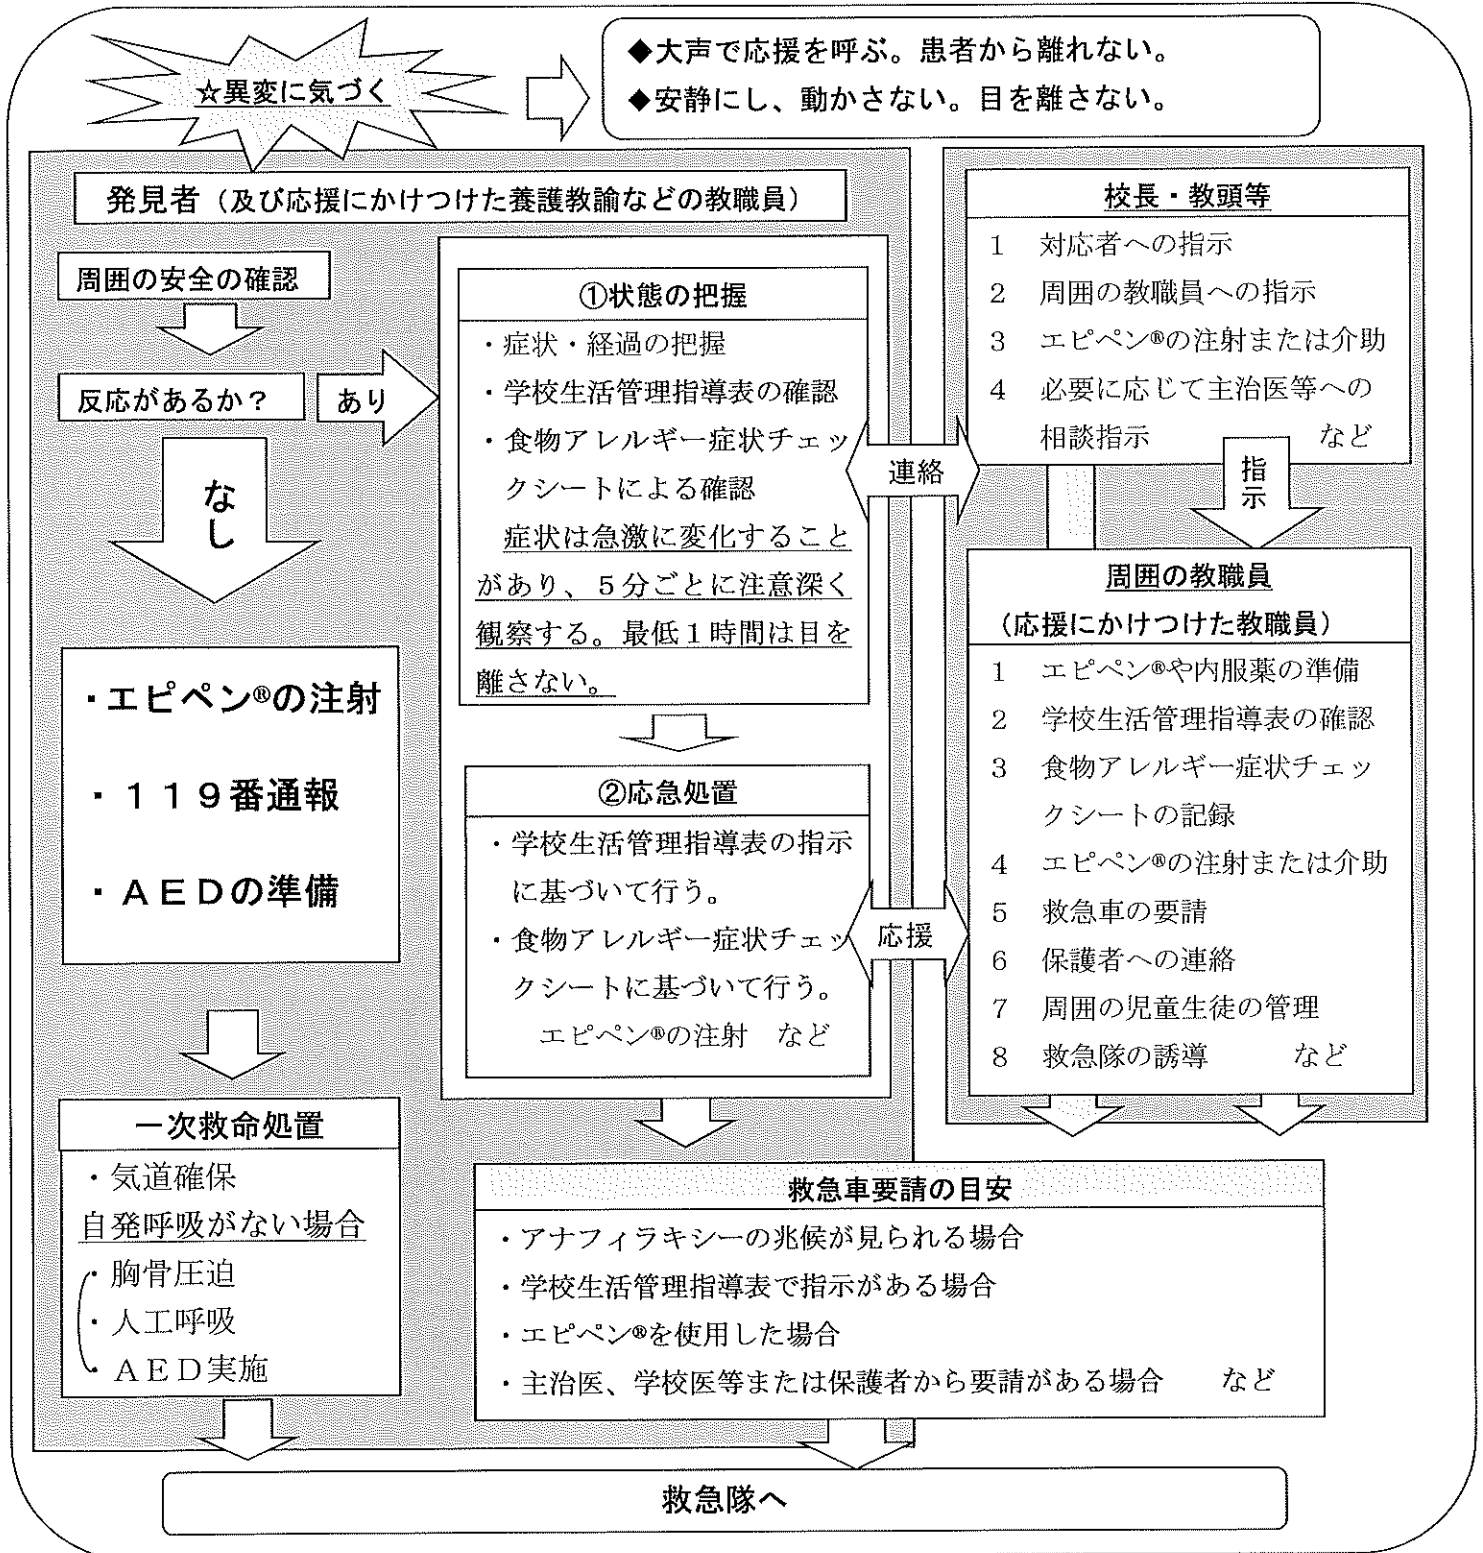 ☆異変に気づく
◆大声で応援を呼ぶ。患者から離れない。
◆安静にし、動かさない。目を離さない。
発見者（及び応援にかけつけた養護教諭などの教職員）
周囲の安全の確認
反応があるか？
あり
なし
・エピペン®の注射
・１１９番通報
・ＡＥＤの準備
一次救命処置
・気道確保
自発呼吸がない場合
・胸骨圧迫
・人工呼吸
・ＡＥＤ実施
①状態の把握
・症状・経過の把握
・学校生活管理指導表の確認
・食物アレルギー症状チェッ
クシートによる確認
症状は急激に変化すること
があり、５分ごとに注意深く
観察する。最低１時間は目を
離さない。
②応急処置
・学校生活管理指導表の指示
に基づいて行う。
・食物アレルギー症状チェッ
クシートに基づいて行う。
エピペン®の注射　など
連絡
応援
校長・教頭等
1　対応者への指示
2　周囲の教職員への指示
3　エピペン®の注射または介助
4　必要に応じて主治医等への
相談指示　など
指示
周囲の教職員
（応援にかけつけた教職員）
1　エピペン®や内服薬の準備
2　学校生活管理指導表の確認
3　食物アレルギー症状チェッ
クシートの記録
4　エピペン®の注射または介助
5　救急車の要請
6　保護者への連絡
7　周囲の児童生徒の管理
8　救急隊の誘導　など
救急車要請の目安
・アナフィラキシーの兆候が見られる場合
・学校生活管理指導表で指示がある場合
・エピペン®を使用した場合
・主治医、学校医等または保護者から要請がある場合　など
救急隊へ